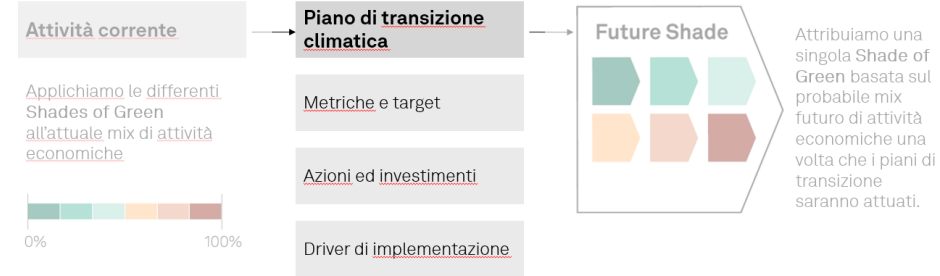 Attività corrente
Applichiamo le differenti
Shades of Green
all'attuale mix di attività
economiche
0%
100%
Piano di transizione
climatica
Metriche e target
Azioni ed investimenti
Driver di implementazione
Future Shade
Attribuiamo una
singola Shade of
Green basata sul
probabile mix
futuro di attività
economiche una
volta che i piani di
transizione
saranno attuati.